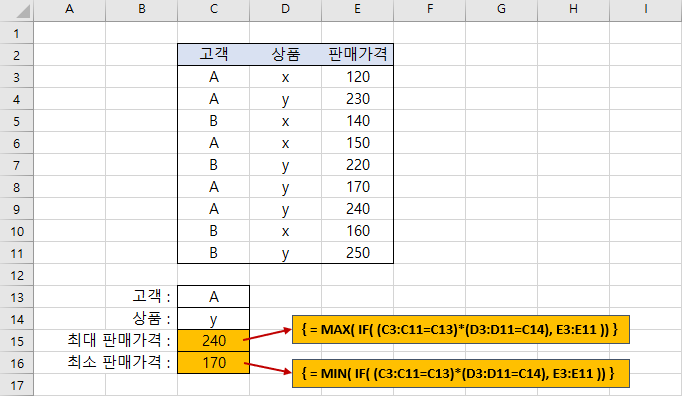 A B C D E F G H I
1
2 고객 상품 판매가격
3 A x 120
4 A y 230
5 B x 140
6 A x 150
7 B y 220
8 A y 170
9 A y 240
10 B x 160
11 B y 250
12
13 고객 : A
14 상품 : y
15 최대 판매가격 : 240 { = MAX( IF( (C3:C11=C13)*(D3:D11=C14), E3:E11 )) }
16 최소 판매가격 : 170 { = MIN( IF( (C3:C11=C13)*(D3:D11=C14), E3:E11 )) }
17